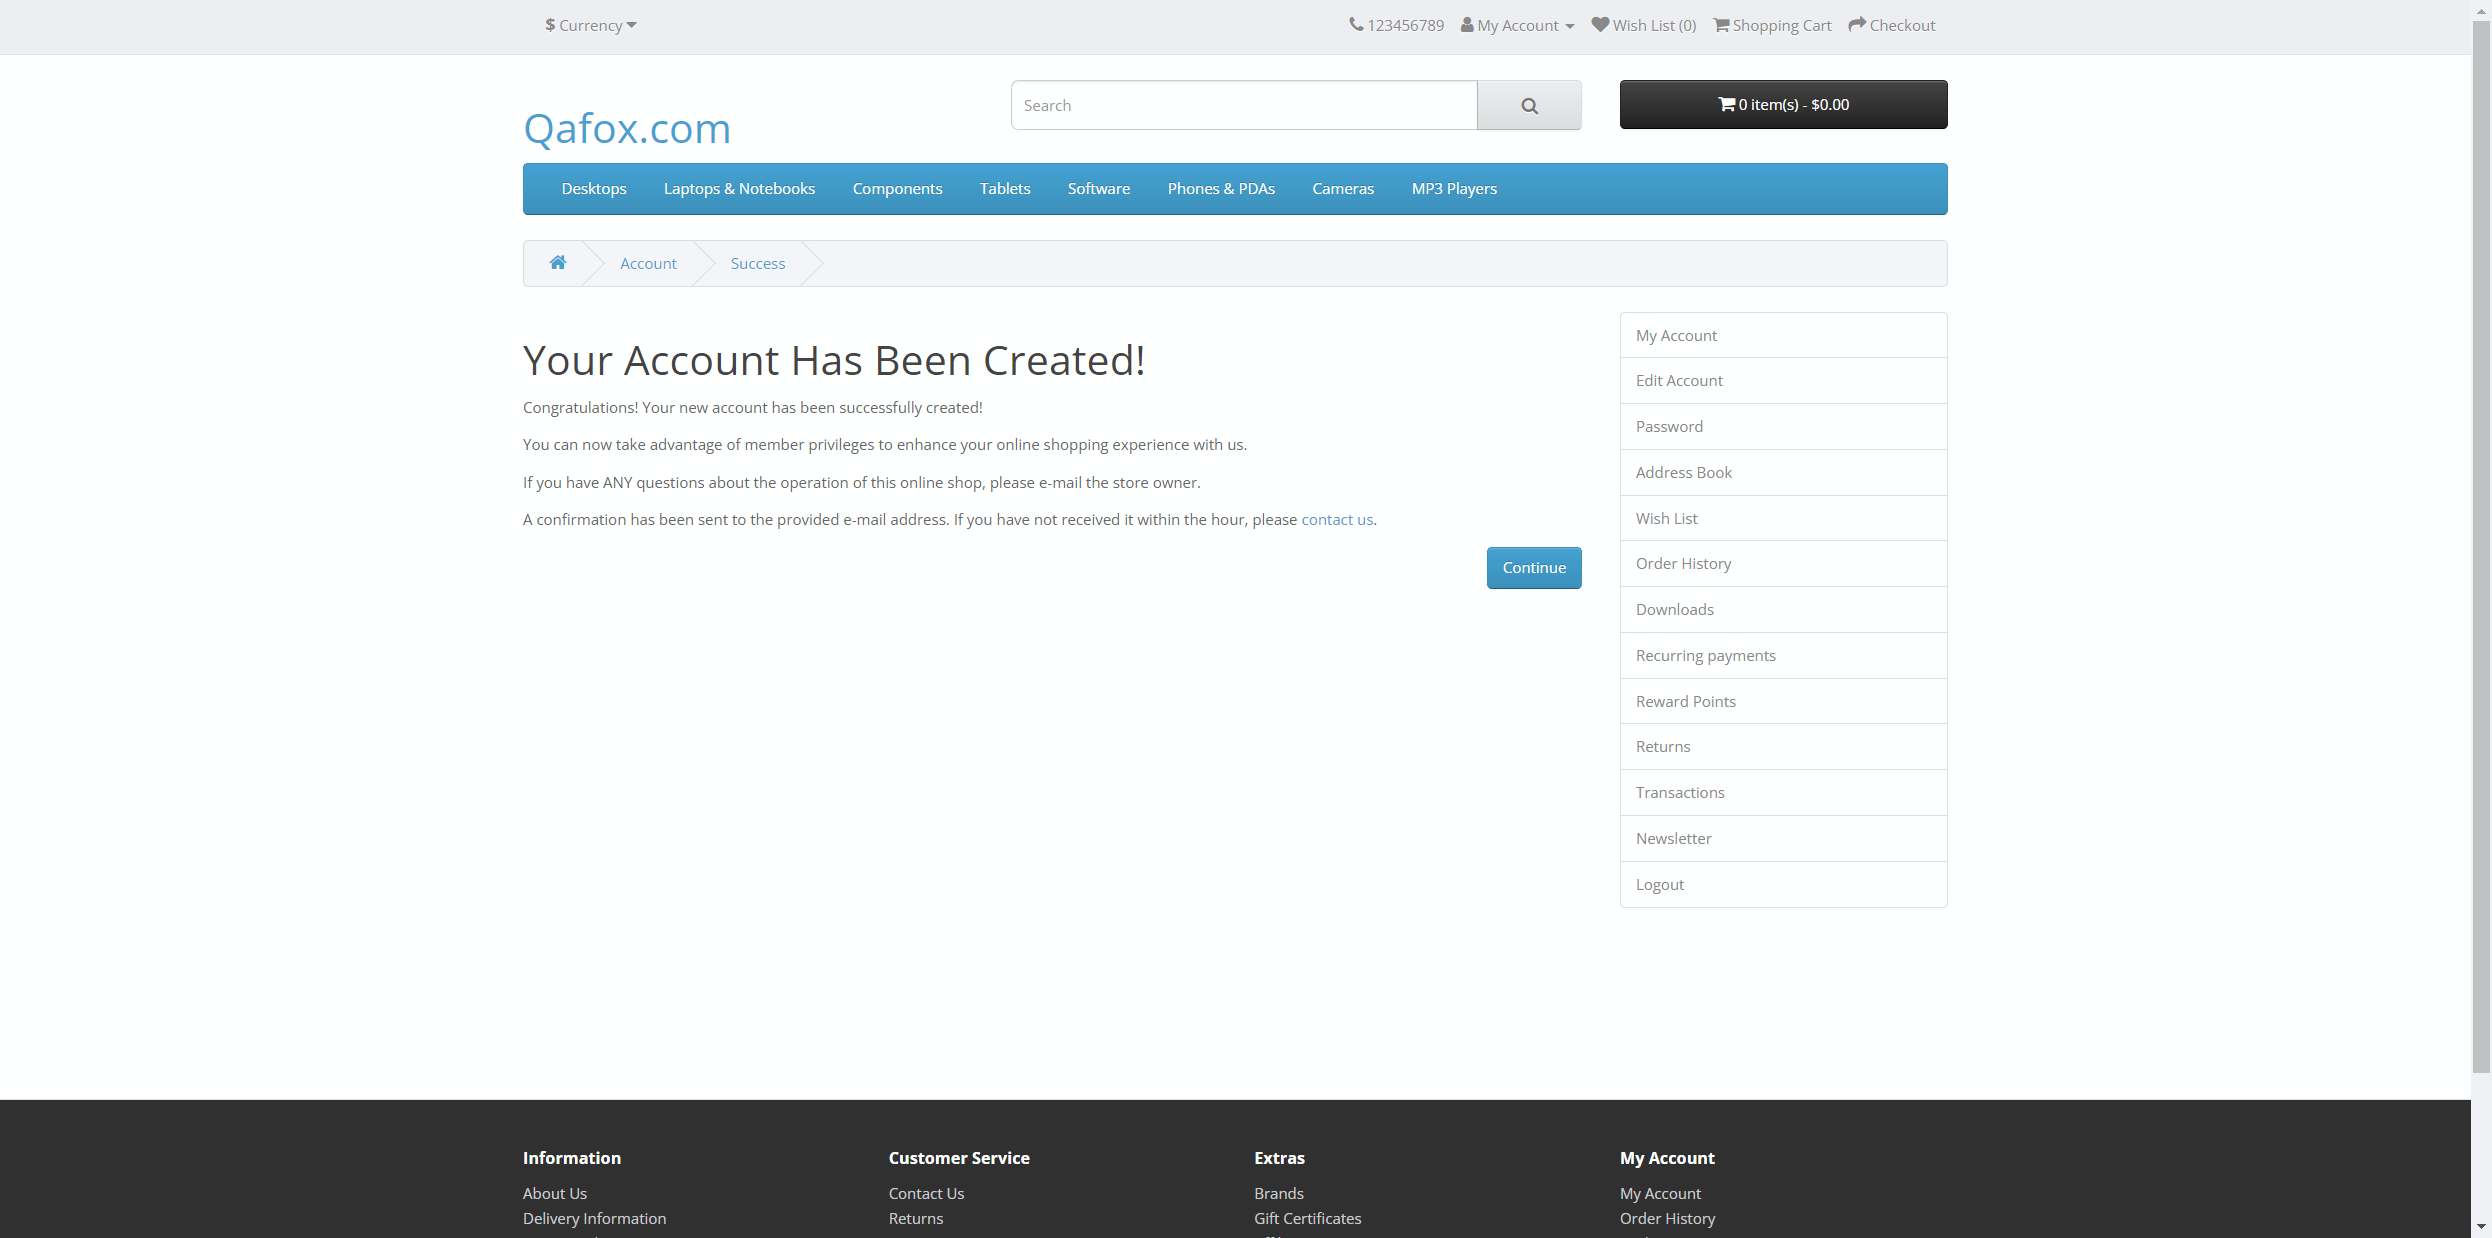 $ Currency
123456789 My Account Wish List (0) Shopping Cart Checkout
Qafox.com
Search
0 item(s) - $0.00
Desktops Laptops & Notebooks Components Tablets Software Phones & PDAs Cameras MP3 Players
Account Success
Your Account Has Been Created!
Congratulations! Your new account has been successfully created!
You can now take advantage of member privileges to enhance your online shopping experience with us.
If you have ANY questions about the operation of this online shop, please e-mail the store owner.
A confirmation has been sent to the provided e-mail address. If you have not received it within the hour, please contact us.
Continue
My Account
Edit Account
Password
Address Book
Wish List
Order History
Downloads
Recurring payments
Reward Points
Returns
Transactions
Newsletter
Logout
Information
About Us
Delivery Information
Customer Service
Contact Us
Returns
Extras
Brands
Gift Certificates
My Account
My Account
Order History